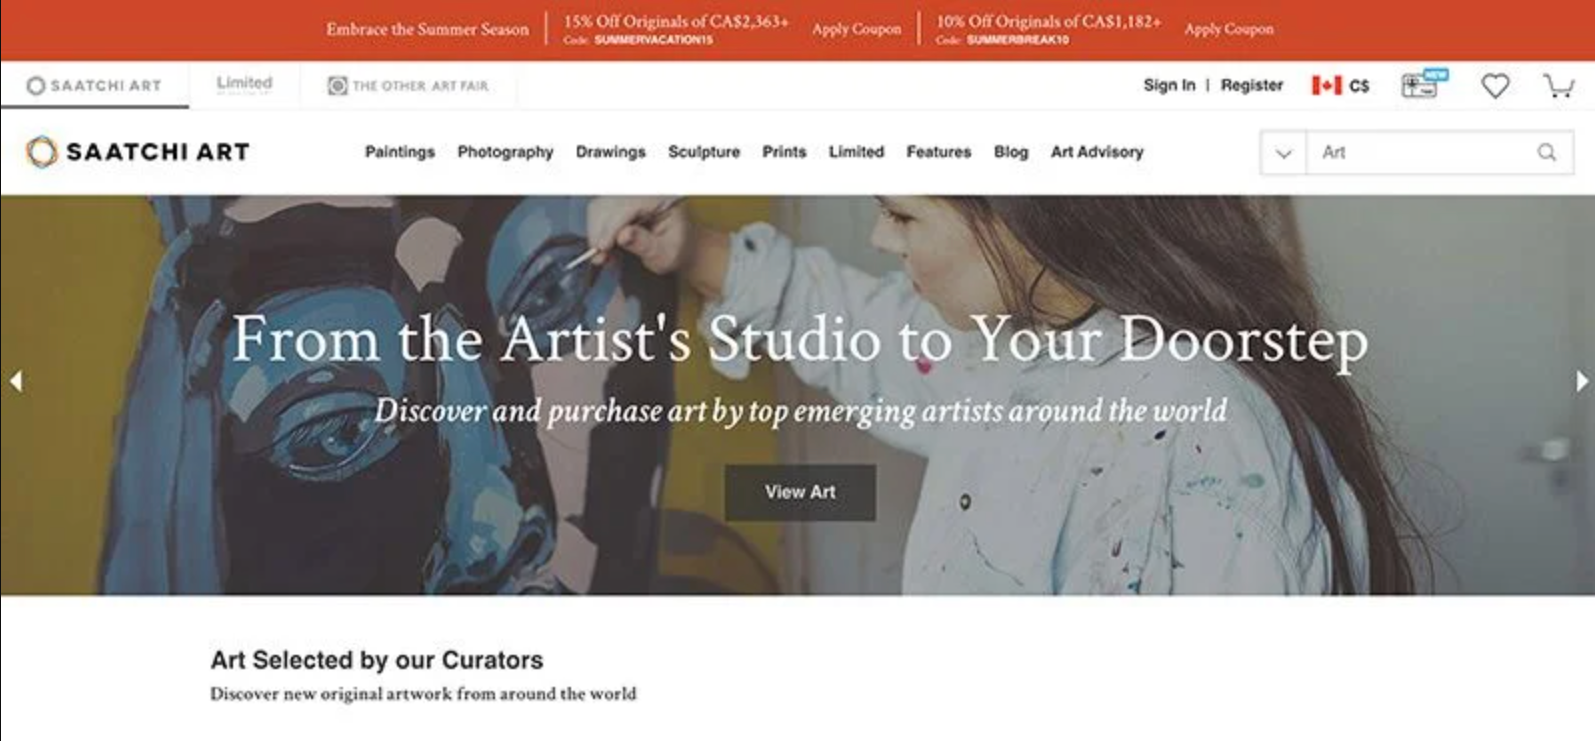 Embrace the Summer Season
15% Off Originals of CA$2,363+
Code: SUMMERVACATION15
Apply Coupon
10% Off Originals of CA$1,182+
Code: SUMMERBREAK10
Apply Coupon
SAATCHI ART
Limited
THE OTHER ART FAIR
Sign In | Register
C$
NEW
SAATCHI ART
Paintings Photography Drawings Sculpture Prints Limited Features Blog Art Advisory
Art
From the Artist's Studio to Your Doorstep
Discover and purchase art by top emerging artists around the world
View Art
Art Selected by our Curators
Discover new original artwork from around the world